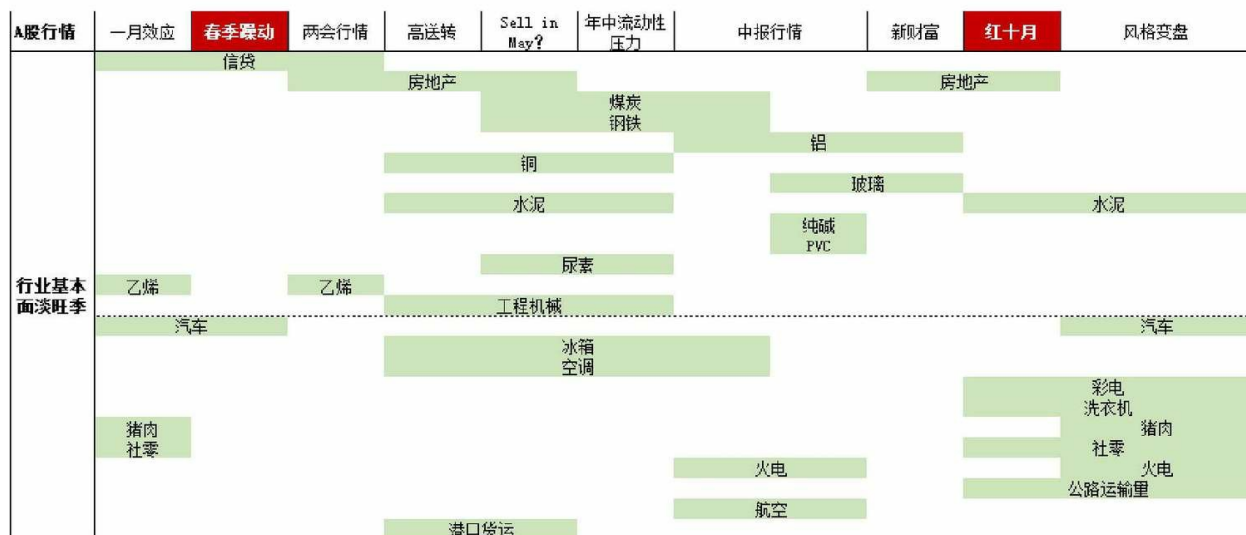 A股行情 一月效应 春季躁动 两会行情 高送转 Sell in May? 年中流动性压力 中报行情 新财富 红十月 风格变盘
信贷
房地产 房地产
煤炭
钢铁
铝
铜
玻璃
水泥 水泥
纯碱
PVC
尿素
行业基本面淡旺季
乙烯 乙烯
工程机械
汽车 汽车
冰箱
空调
彩电
洗衣机
猪肉 猪肉
社零 社零
火电 火电
公路运输量
航空
港口货运